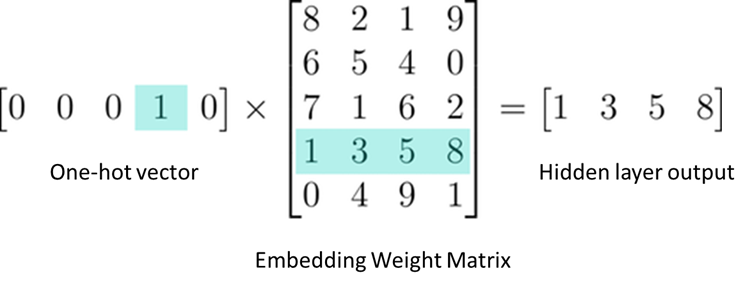 8 2 1 9
6 5 4 0
[0 0 0 1 0] × 7 1 6 2 = [1 3 5 8]
1 3 5 8
One-hot vector
Hidden layer output
0 4 9 1
Embedding Weight Matrix